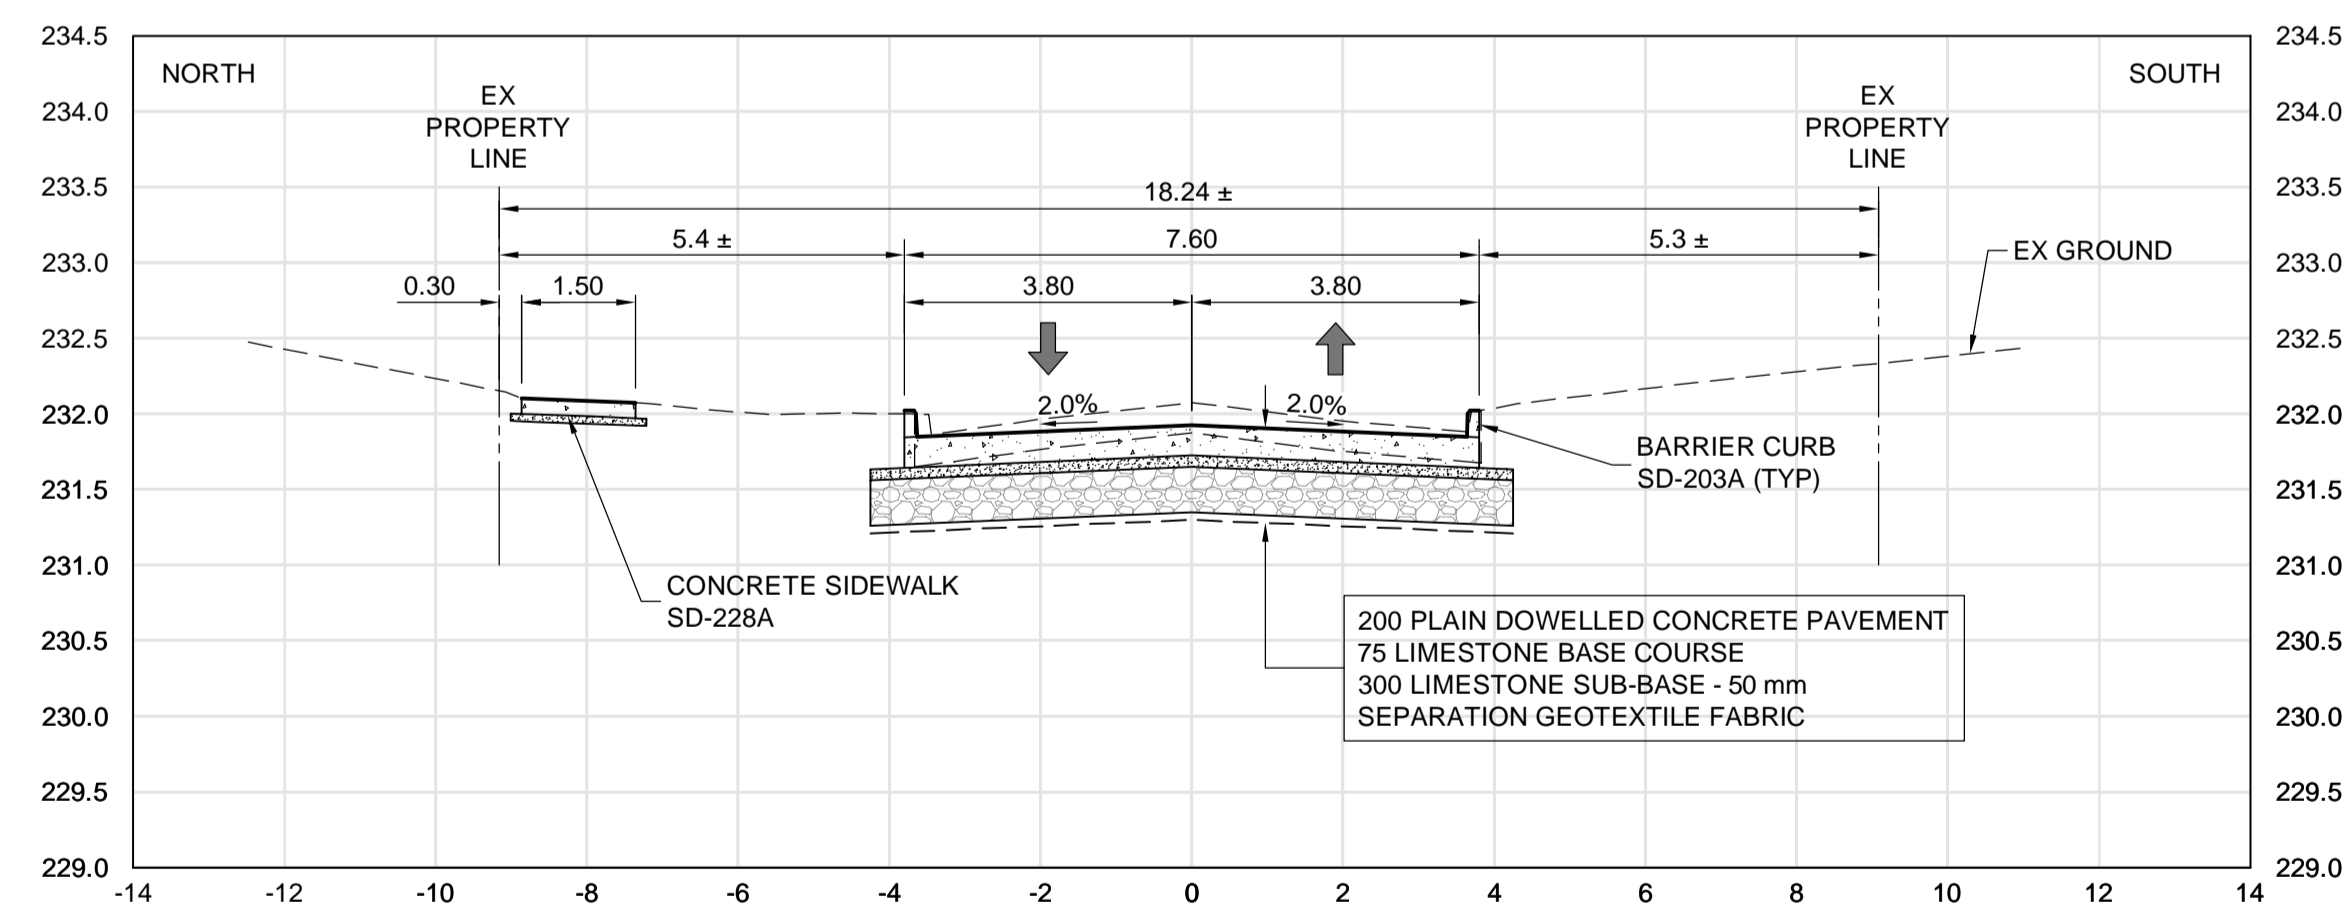 234.5
234.5
NORTH
SOUTH
EX
PROPERTY
LINE
EX
PROPERTY
LINE
234.0
234.0
233.5
233.5
18.24 ±
5.4 ±
7.60
5.3 ±
EX GROUND
233.0
233.0
0.30
1.50
3.80
3.80
232.5
232.5
2.0%
2.0%
232.0
232.0
BARRIER CURB
SD-203A (TYP)
231.5
231.5
231.0
231.0
CONCRETE SIDEWALK
SD-228A
200 PLAIN DOWELLED CONCRETE PAVEMENT
75 LIMESTONE BASE COURSE
300 LIMESTONE SUB-BASE - 50 mm
SEPARATION GEOTEXTILE FABRIC
230.5
230.5
230.0
230.0
229.5
229.5
229.0
229.0
-14 -12 -10 -8 -6 -4 -2 0 2 4 6 8 10 12 14